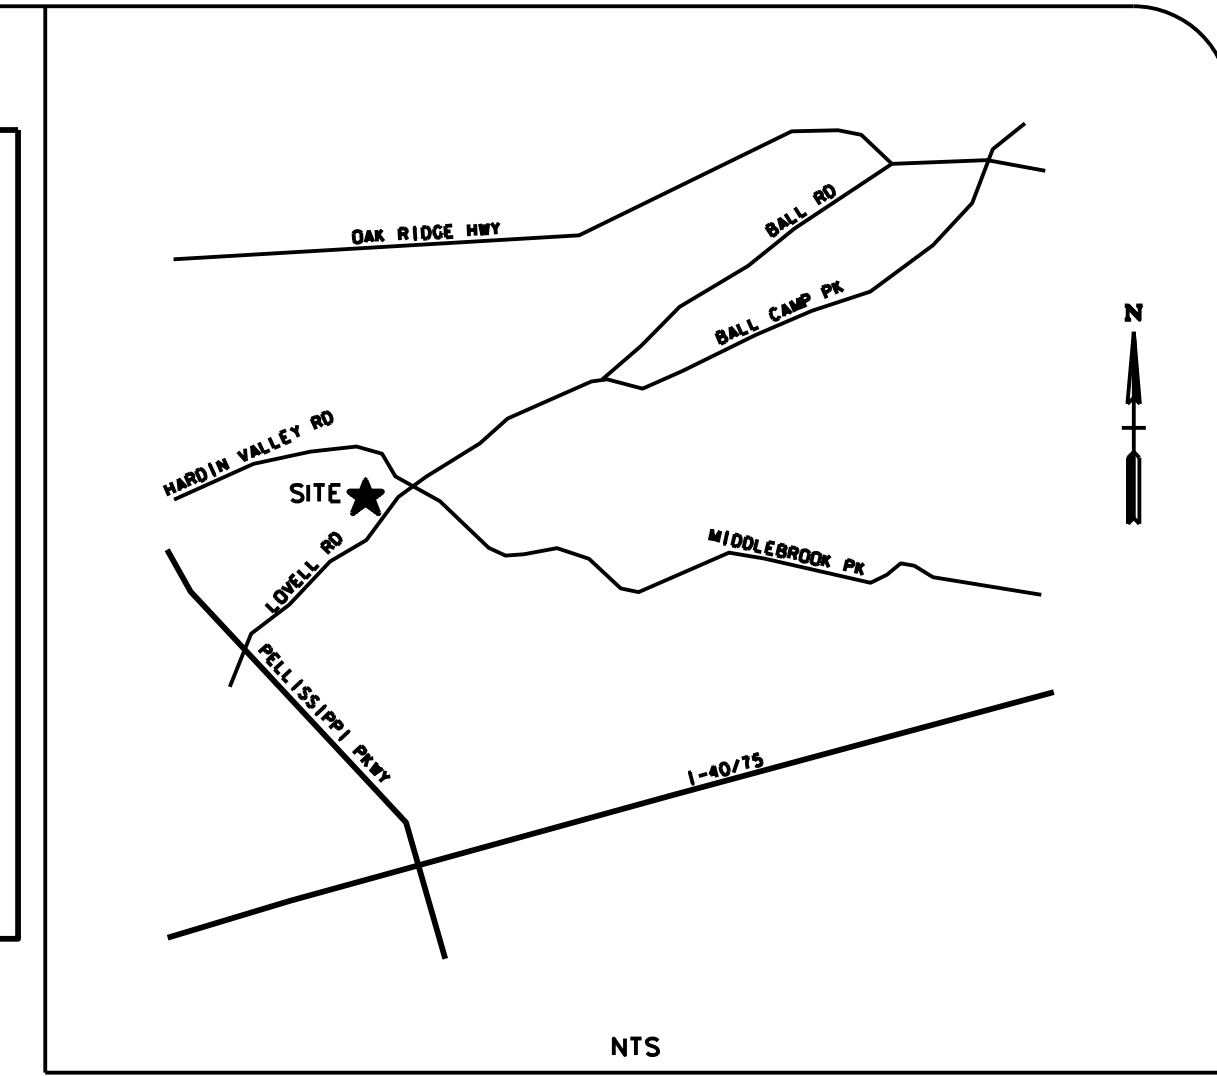 OAK RIDGE HWY
BALL RD
BALL CAMP PK
N
HARDIN VALLEY RD
SITE
LOVELL RD
MIDDLEBROOK PK
PELLISSIPPI PKWY
I-40/75
NTS